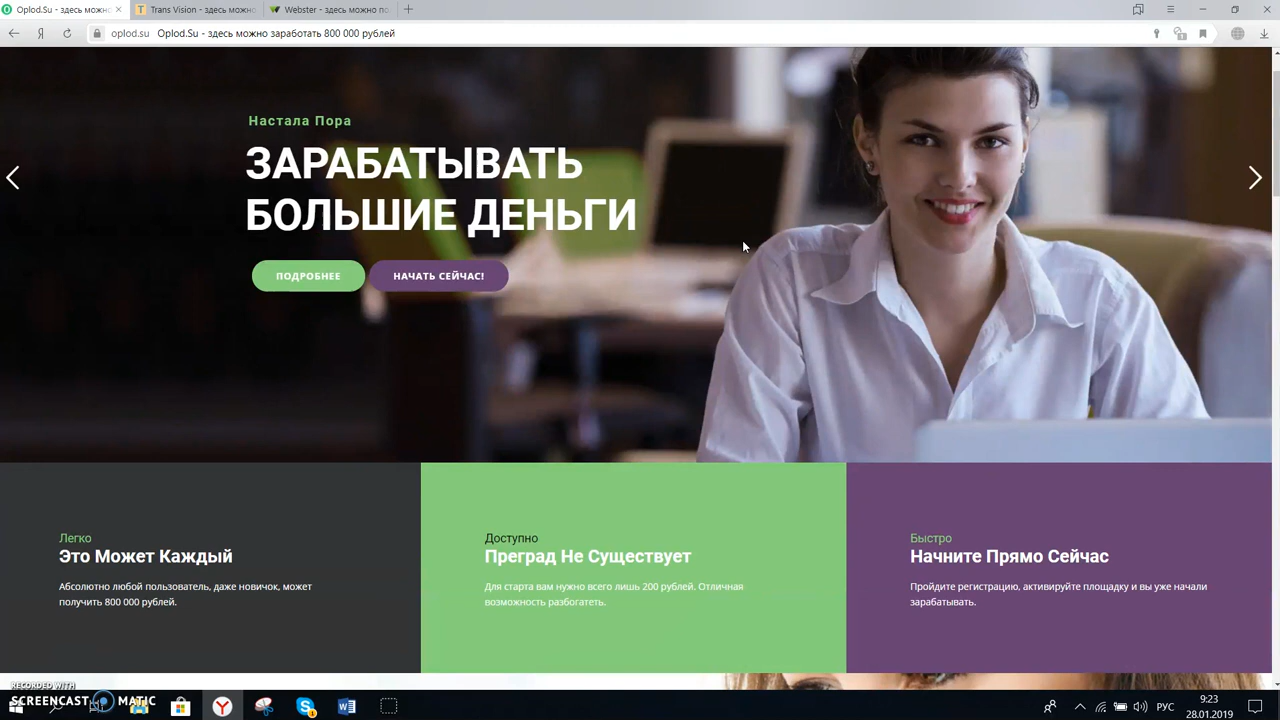 Oplod.Su - здесь можно
Trans Vision - здесь можно
Webster - здесь можно по
oplod.su Oplod.Su - здесь можно заработать 800 000 рублей
Настала Пора
ЗАРАБАТЫВАТЬ
БОЛЬШИЕ ДЕНЬГИ
ПОДРОБНЕЕ
НАЧАТЬ СЕЙЧАС!
Легко
Это Может Каждый
Абсолютно любой пользователь, даже новичок, может
получить 800 000 рублей.
Доступно
Преград Не Существует
Для старта вам нужно всего лишь 200 рублей. Отличная
возможность разбогатеть.
Быстро
Начните Прямо Сейчас
Пройдите регистрацию, активируйте площадку и вы уже начали
зарабатывать.
RECORDED WITH
SCREENCAST MATIC
РУС
9:23
28.01.2019